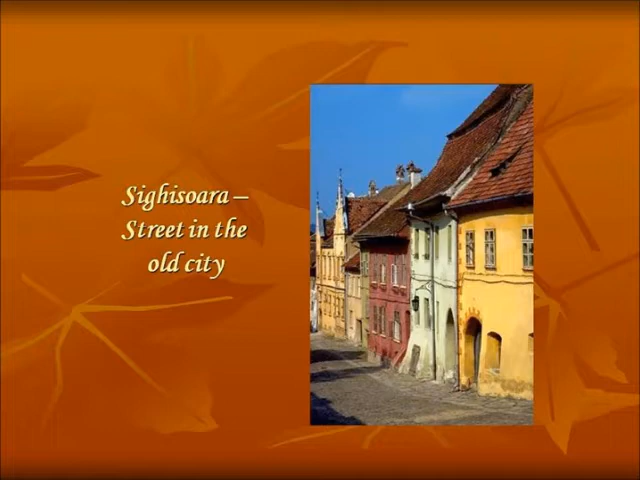 Sighisoara –
Street in the
old city